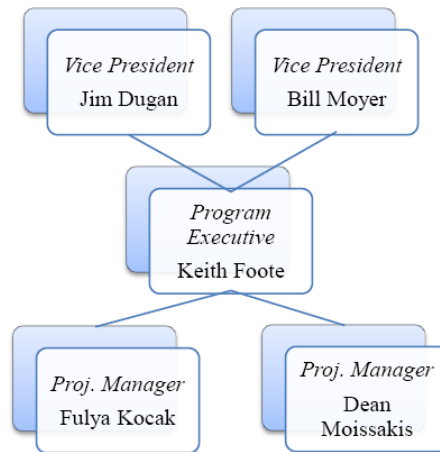 Vice President
Jim Dugan
Vice President
Bill Moyer
Program
Executive
Keith Foote
Proj. Manager
Fulya Kocak
Proj. Manager
Dean
Moissakis